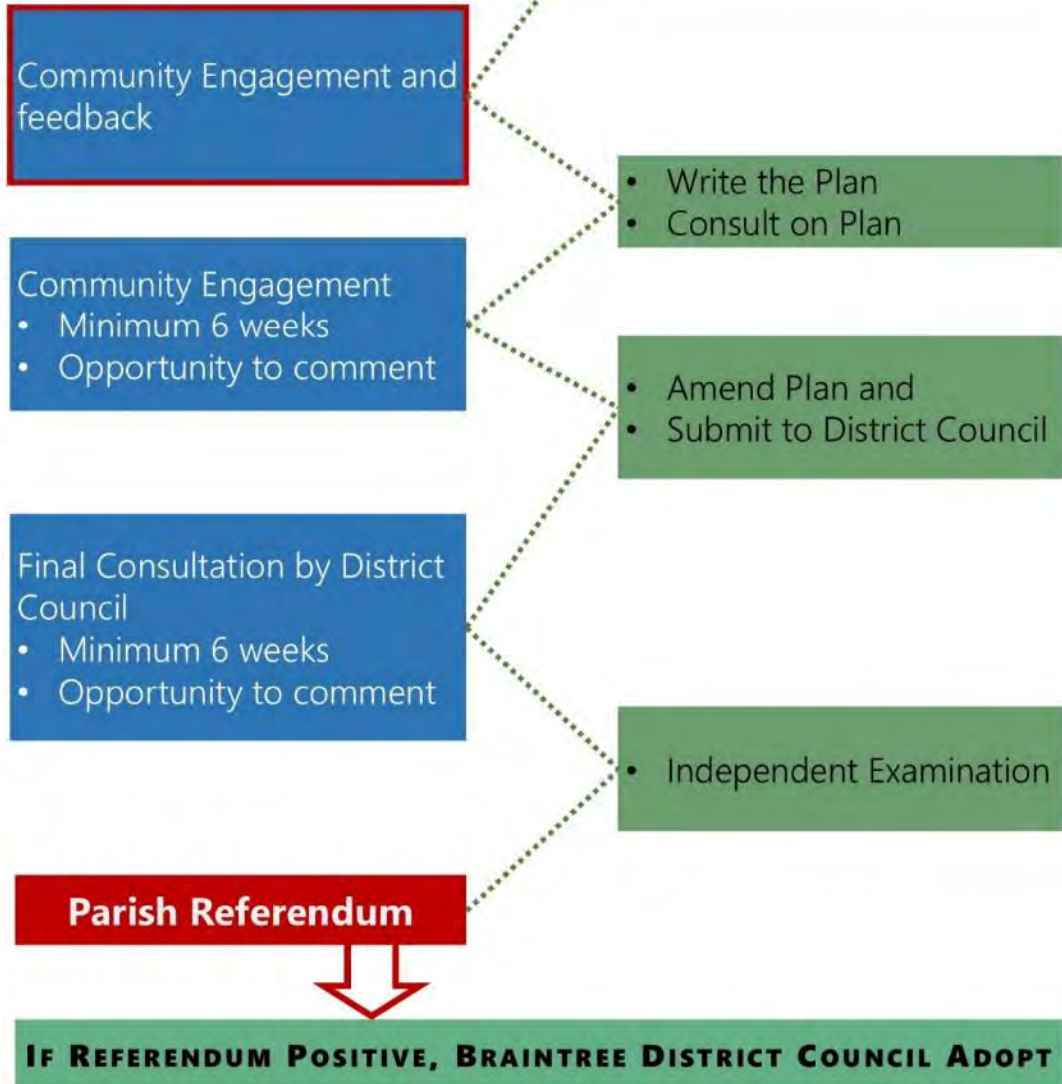 Community Engagement and
feedback
• Write the Plan
• Consult on Plan
Community Engagement
• Minimum 6 weeks
• Opportunity to comment
• Amend Plan and
• Submit to District Council
Final Consultation by District
Council
• Minimum 6 weeks
• Opportunity to comment
• Independent Examination
Parish Referendum
IF REFERENDUM POSITIVE, BRAINTREE DISTRICT COUNCIL ADOPT